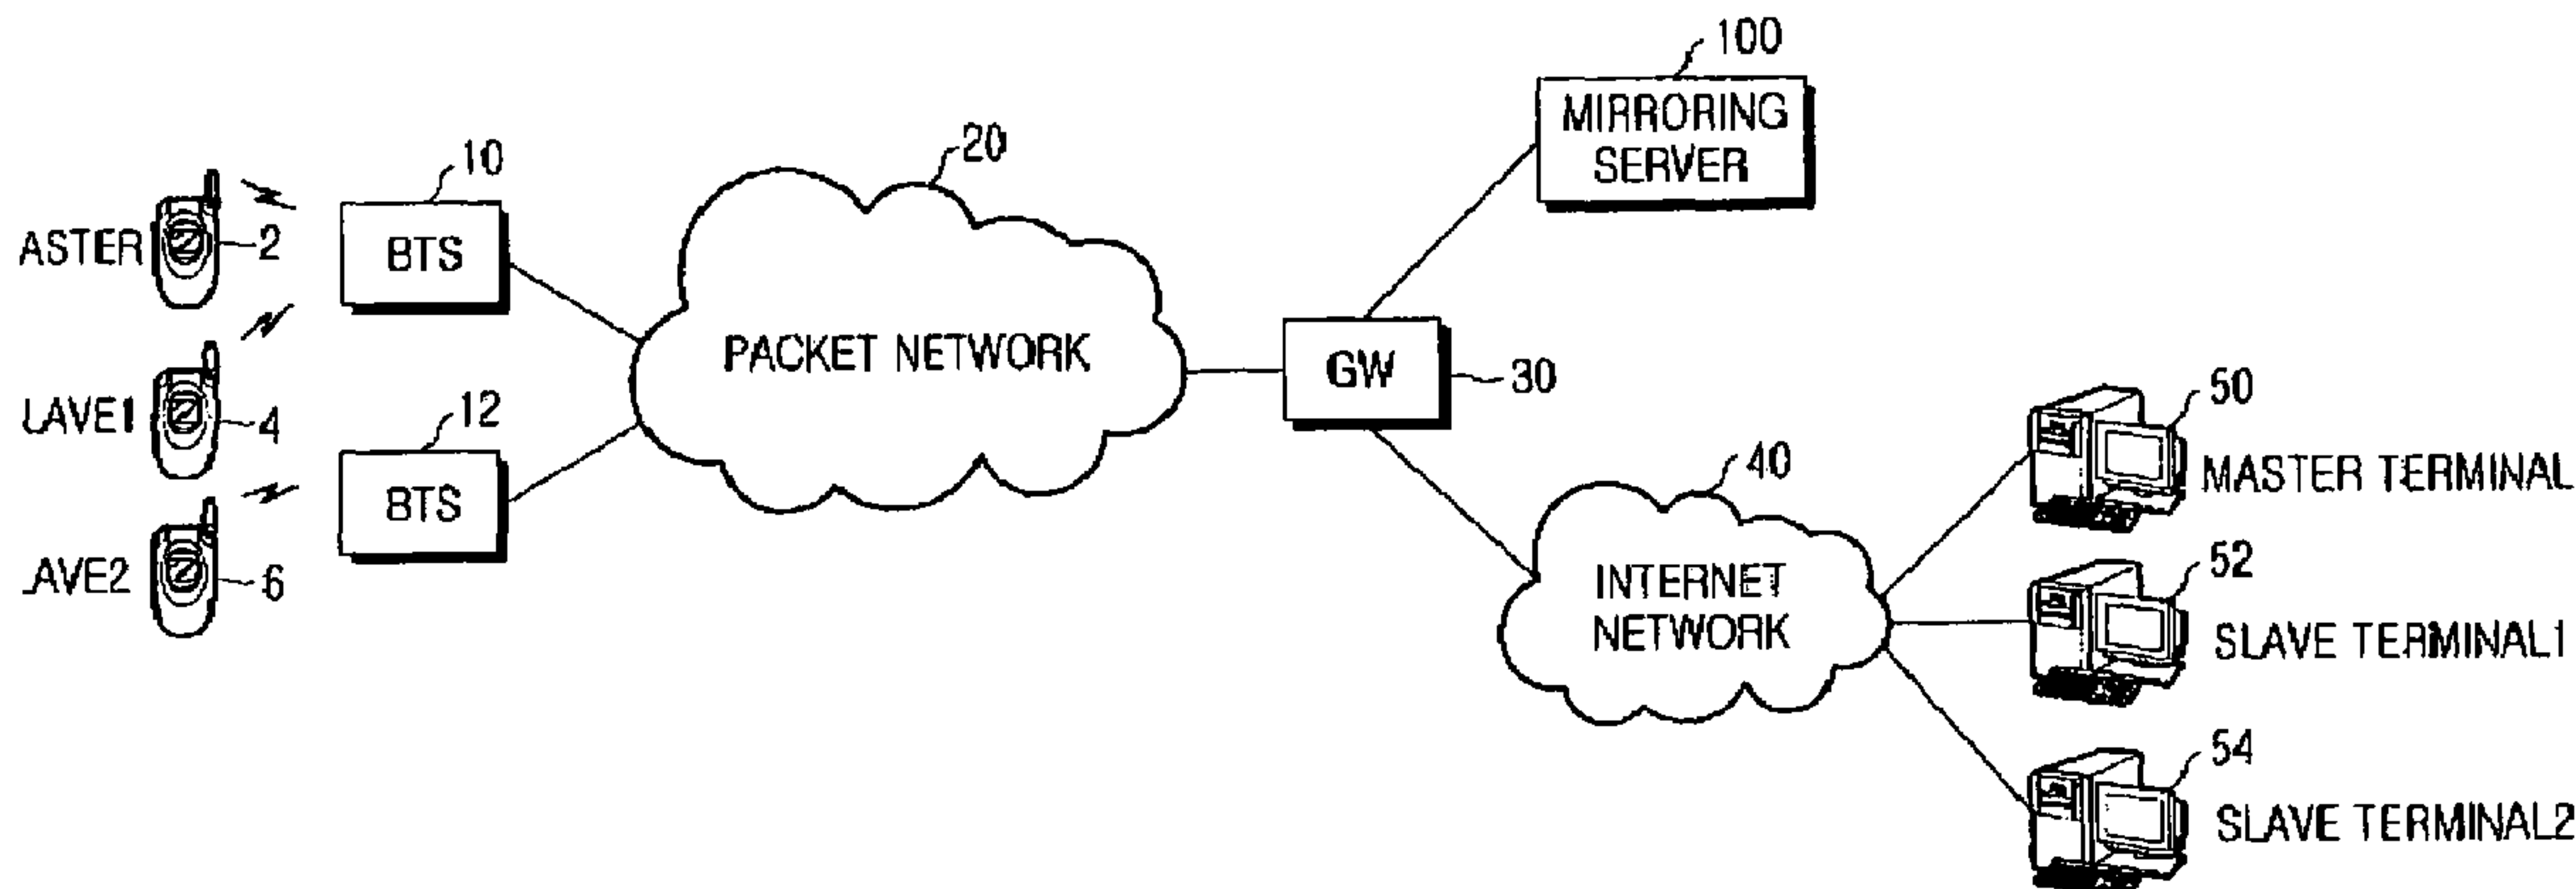 100
MIRRORING
SERVER
10
20
ASTER
2
BTS
PACKET NETWORK
GW
30
LAVE1
4
12
BTS
40
50
MASTER TERMINAL
INTERNET
NETWORK
52
SLAVE TERMINAL1
AVE2
6
54
SLAVE TERMINAL2